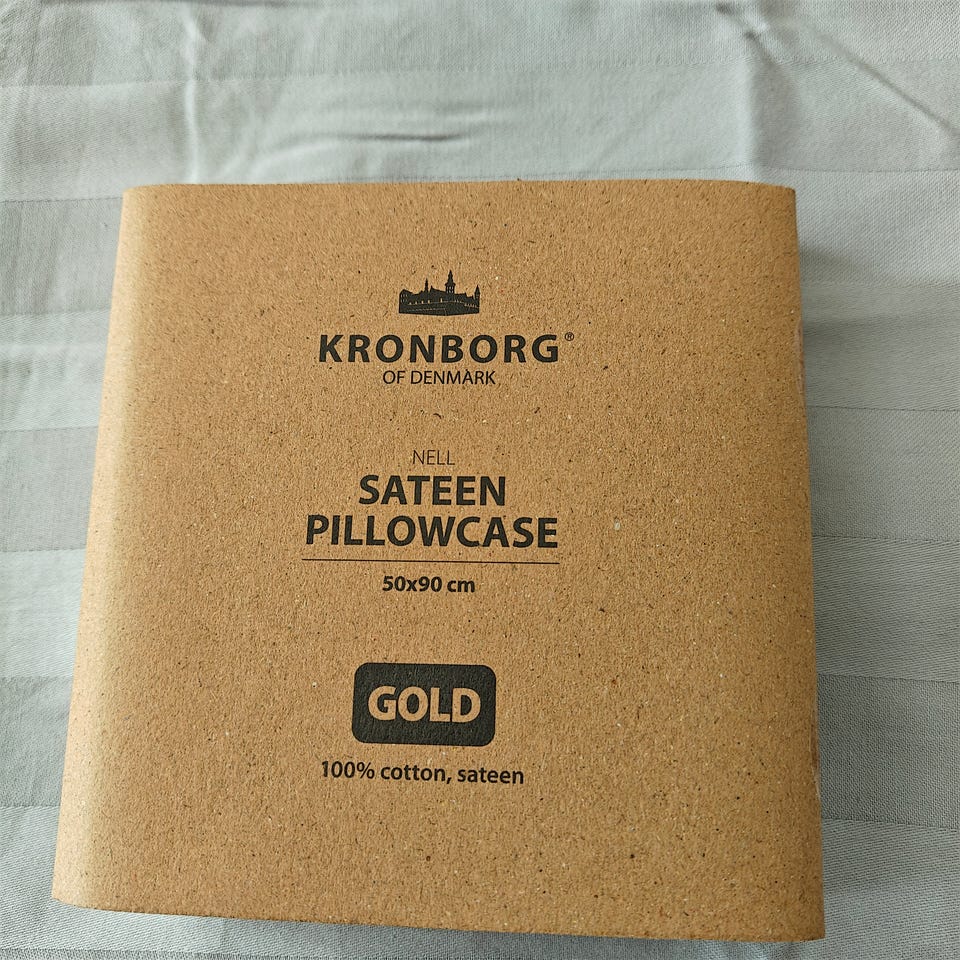 KRONBORG®
OF DENMARK
NELL
SATEEN
PILLOWCASE
50x90 cm
GOLD
100% cotton, sateen